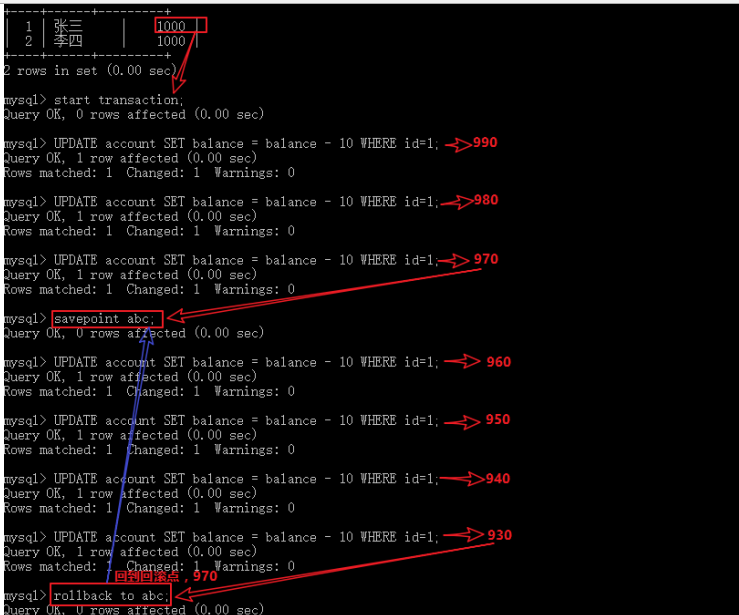 1 | 张三 | 1000 |
2 | 李四 | 1000 |
2 rows in set (0.00 sec)
mysql> start transaction;
Query OK, 0 rows affected (0.00 sec)
mysql> UPDATE account SET balance = balance - 10 WHERE id=1; 990
Query OK, 1 row affected (0.00 sec)
Rows matched: 1 Changed: 1 Warnings: 0
mysql> UPDATE account SET balance = balance - 10 WHERE id=1; 980
Query OK, 1 row affected (0.00 sec)
Rows matched: 1 Changed: 1 Warnings: 0
mysql> UPDATE account SET balance = balance - 10 WHERE id=1; 970
Query OK, 1 row affected (0.00 sec)
Rows matched: 1 Changed: 1 Warnings: 0
mysql> savepoint abc;
Query OK, 0 rows affected (0.00 sec)
mysql> UPDATE account SET balance = balance - 10 WHERE id=1; 960
Query OK, 1 row affected (0.00 sec)
Rows matched: 1 Changed: 1 Warnings: 0
mysql> UPDATE account SET balance = balance - 10 WHERE id=1; 950
Query OK, 1 row affected (0.00 sec)
Rows matched: 1 Changed: 1 Warnings: 0
mysql> UPDATE account SET balance = balance - 10 WHERE id=1; 940
Query OK, 1 row affected (0.00 sec)
Rows matched: 1 Changed: 1 Warnings: 0
mysql> UPDATE account SET balance = balance - 10 WHERE id=1; 930
Query OK, 1 row affected (0.00 sec)
Rows matched: 1 Changed: 1 Warnings: 0
回到回滚点，970
mysql> rollback to abc;
Query OK, 0 rows affected (0.00 sec)